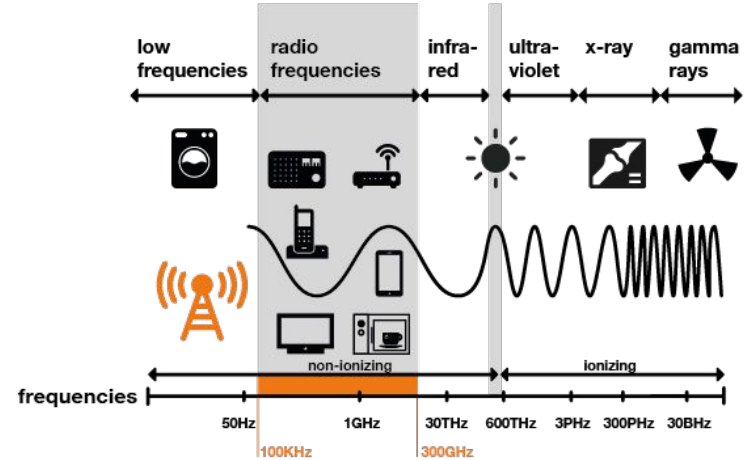 low
frequencies
radio
frequencies
infra-
red
ultra-
violet
x-ray
gamma
rays
non-ionizing
ionizing
frequencies
50Hz
1GHz
30THz
600THz
3PHz
300PHz
30BHz
100KHz
300GHz